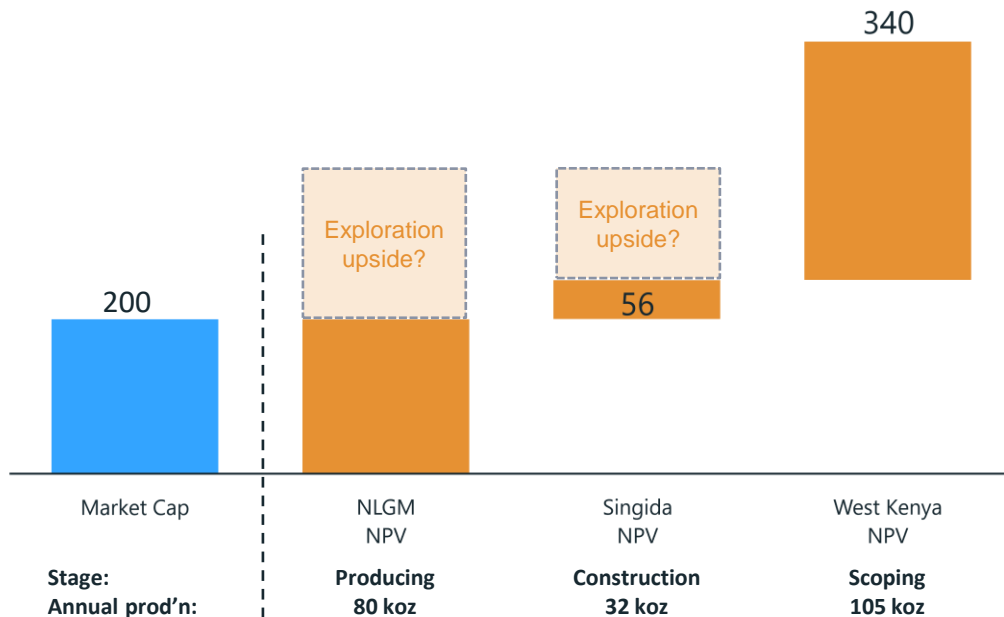 340
Exploration
upside?
Exploration
upside?
200
56
Market Cap
NLGM
NPV
Singida
NPV
West Kenya
NPV
Stage:
Producing
Construction
Scoping
Annual prod'n:
80 koz
32 koz
105 koz